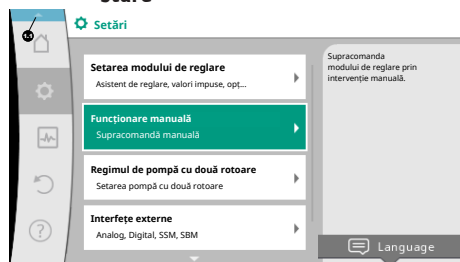 1.1
Setări
Setarea modului de reglare
Asistent de reglare, valori impuse, opț...
Funcționare manuală
Supracomandă manuală
Regimul de pompă cu două rotoare
Setarea pompă cu două rotoare
Interfețe externe
Analog, Digital, SSM, SBM
Supracomanda
modului de reglare prin
intervenție manuală.
Language